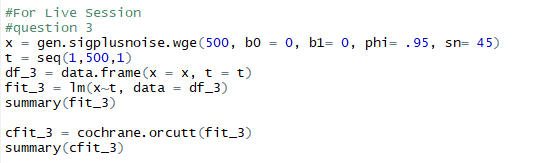 #For Live Session
#question 3
x = gen.sigplusnoise.wge(500, b0 = 0, b1= 0, phi= .95, sn= 45)
t = seq(1,500,1)
df_3 = data.frame(x = x, t = t)
fit_3 = lm(x~t, data = df_3)
summary(fit_3)
cfit_3 = cochrane.orcutt(fit_3)
summary(cfit_3)